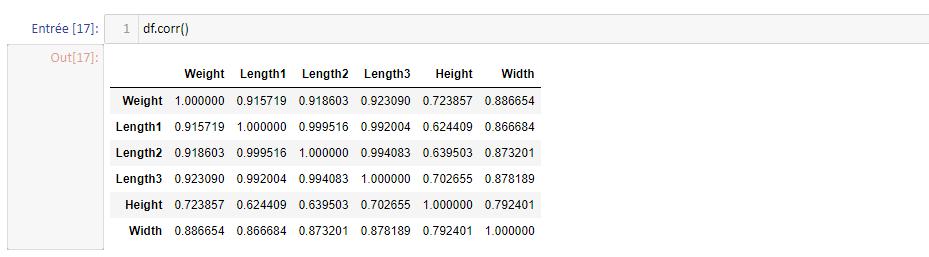 Entrée [17]: 1 df.corr()
Out[17]:
Weight Length1 Length2 Length3 Height Width
Weight 1.000000 0.915719 0.918603 0.923090 0.723857 0.886654
Length1 0.915719 1.000000 0.999516 0.992004 0.624409 0.866684
Length2 0.918603 0.999516 1.000000 0.994083 0.639503 0.873201
Length3 0.923090 0.992004 0.994083 1.000000 0.702655 0.878189
Height 0.723857 0.624409 0.639503 0.702655 1.000000 0.792401
Width 0.886654 0.866684 0.873201 0.878189 0.792401 1.000000